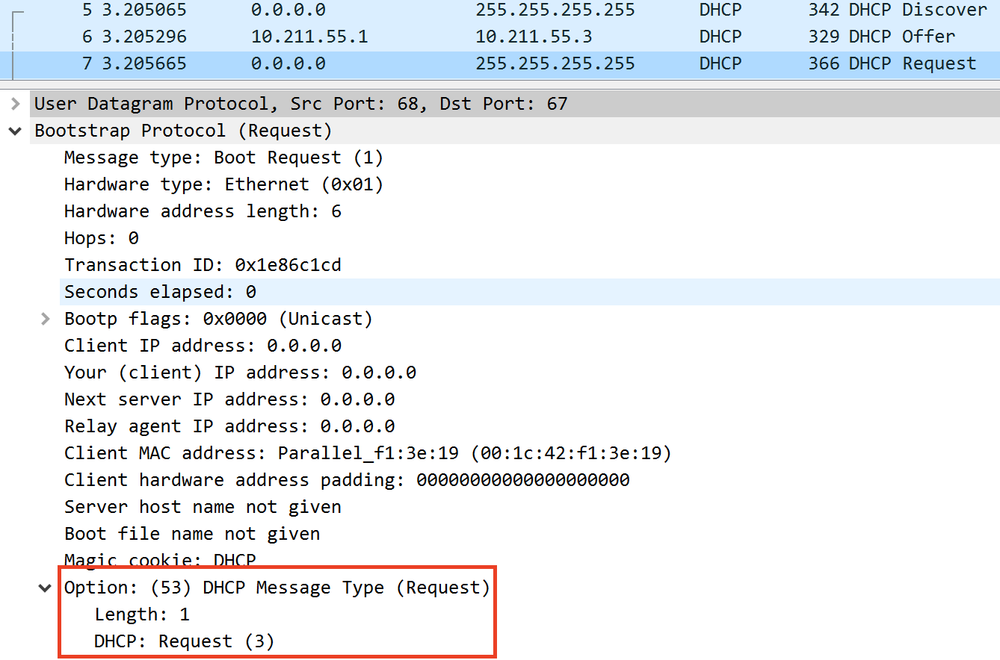 5 3.205065 0.0.0.0 255.255.255.255 DHCP 342 DHCP Discover
6 3.205296 10.211.55.1 10.211.55.3 DHCP 329 DHCP Offer
7 3.205665 0.0.0.0 255.255.255.255 DHCP 366 DHCP Request
User Datagram Protocol, Src Port: 68, Dst Port: 67
Bootstrap Protocol (Request)
Message type: Boot Request (1)
Hardware type: Ethernet (0x01)
Hardware address length: 6
Hops: 0
Transaction ID: 0x1e86c1cd
Seconds elapsed: 0
Bootp flags: 0x0000 (Unicast)
Client IP address: 0.0.0.0
Your (client) IP address: 0.0.0.0
Next server IP address: 0.0.0.0
Relay agent IP address: 0.0.0.0
Client MAC address: Parallel_f1:3e:19 (00:1c:42:f1:3e:19)
Client hardware address padding: 00000000000000000000
Server host name not given
Boot file name not given
Magic cookie: DHCP
Option: (53) DHCP Message Type (Request)
Length: 1
DHCP: Request (3)